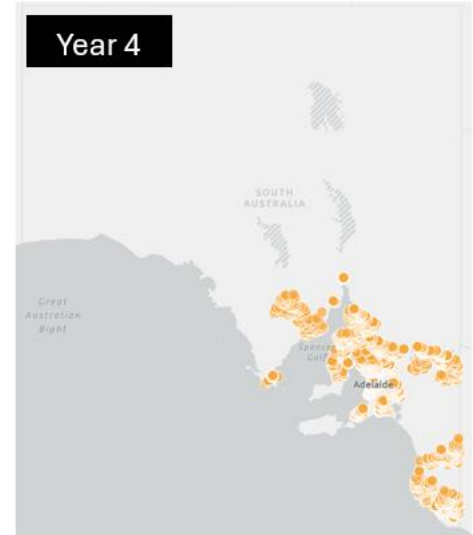 Year 4
SOUTH
AUSTRALIA
Great
Australian
Bight
Spencer
Gulf
Adelaide